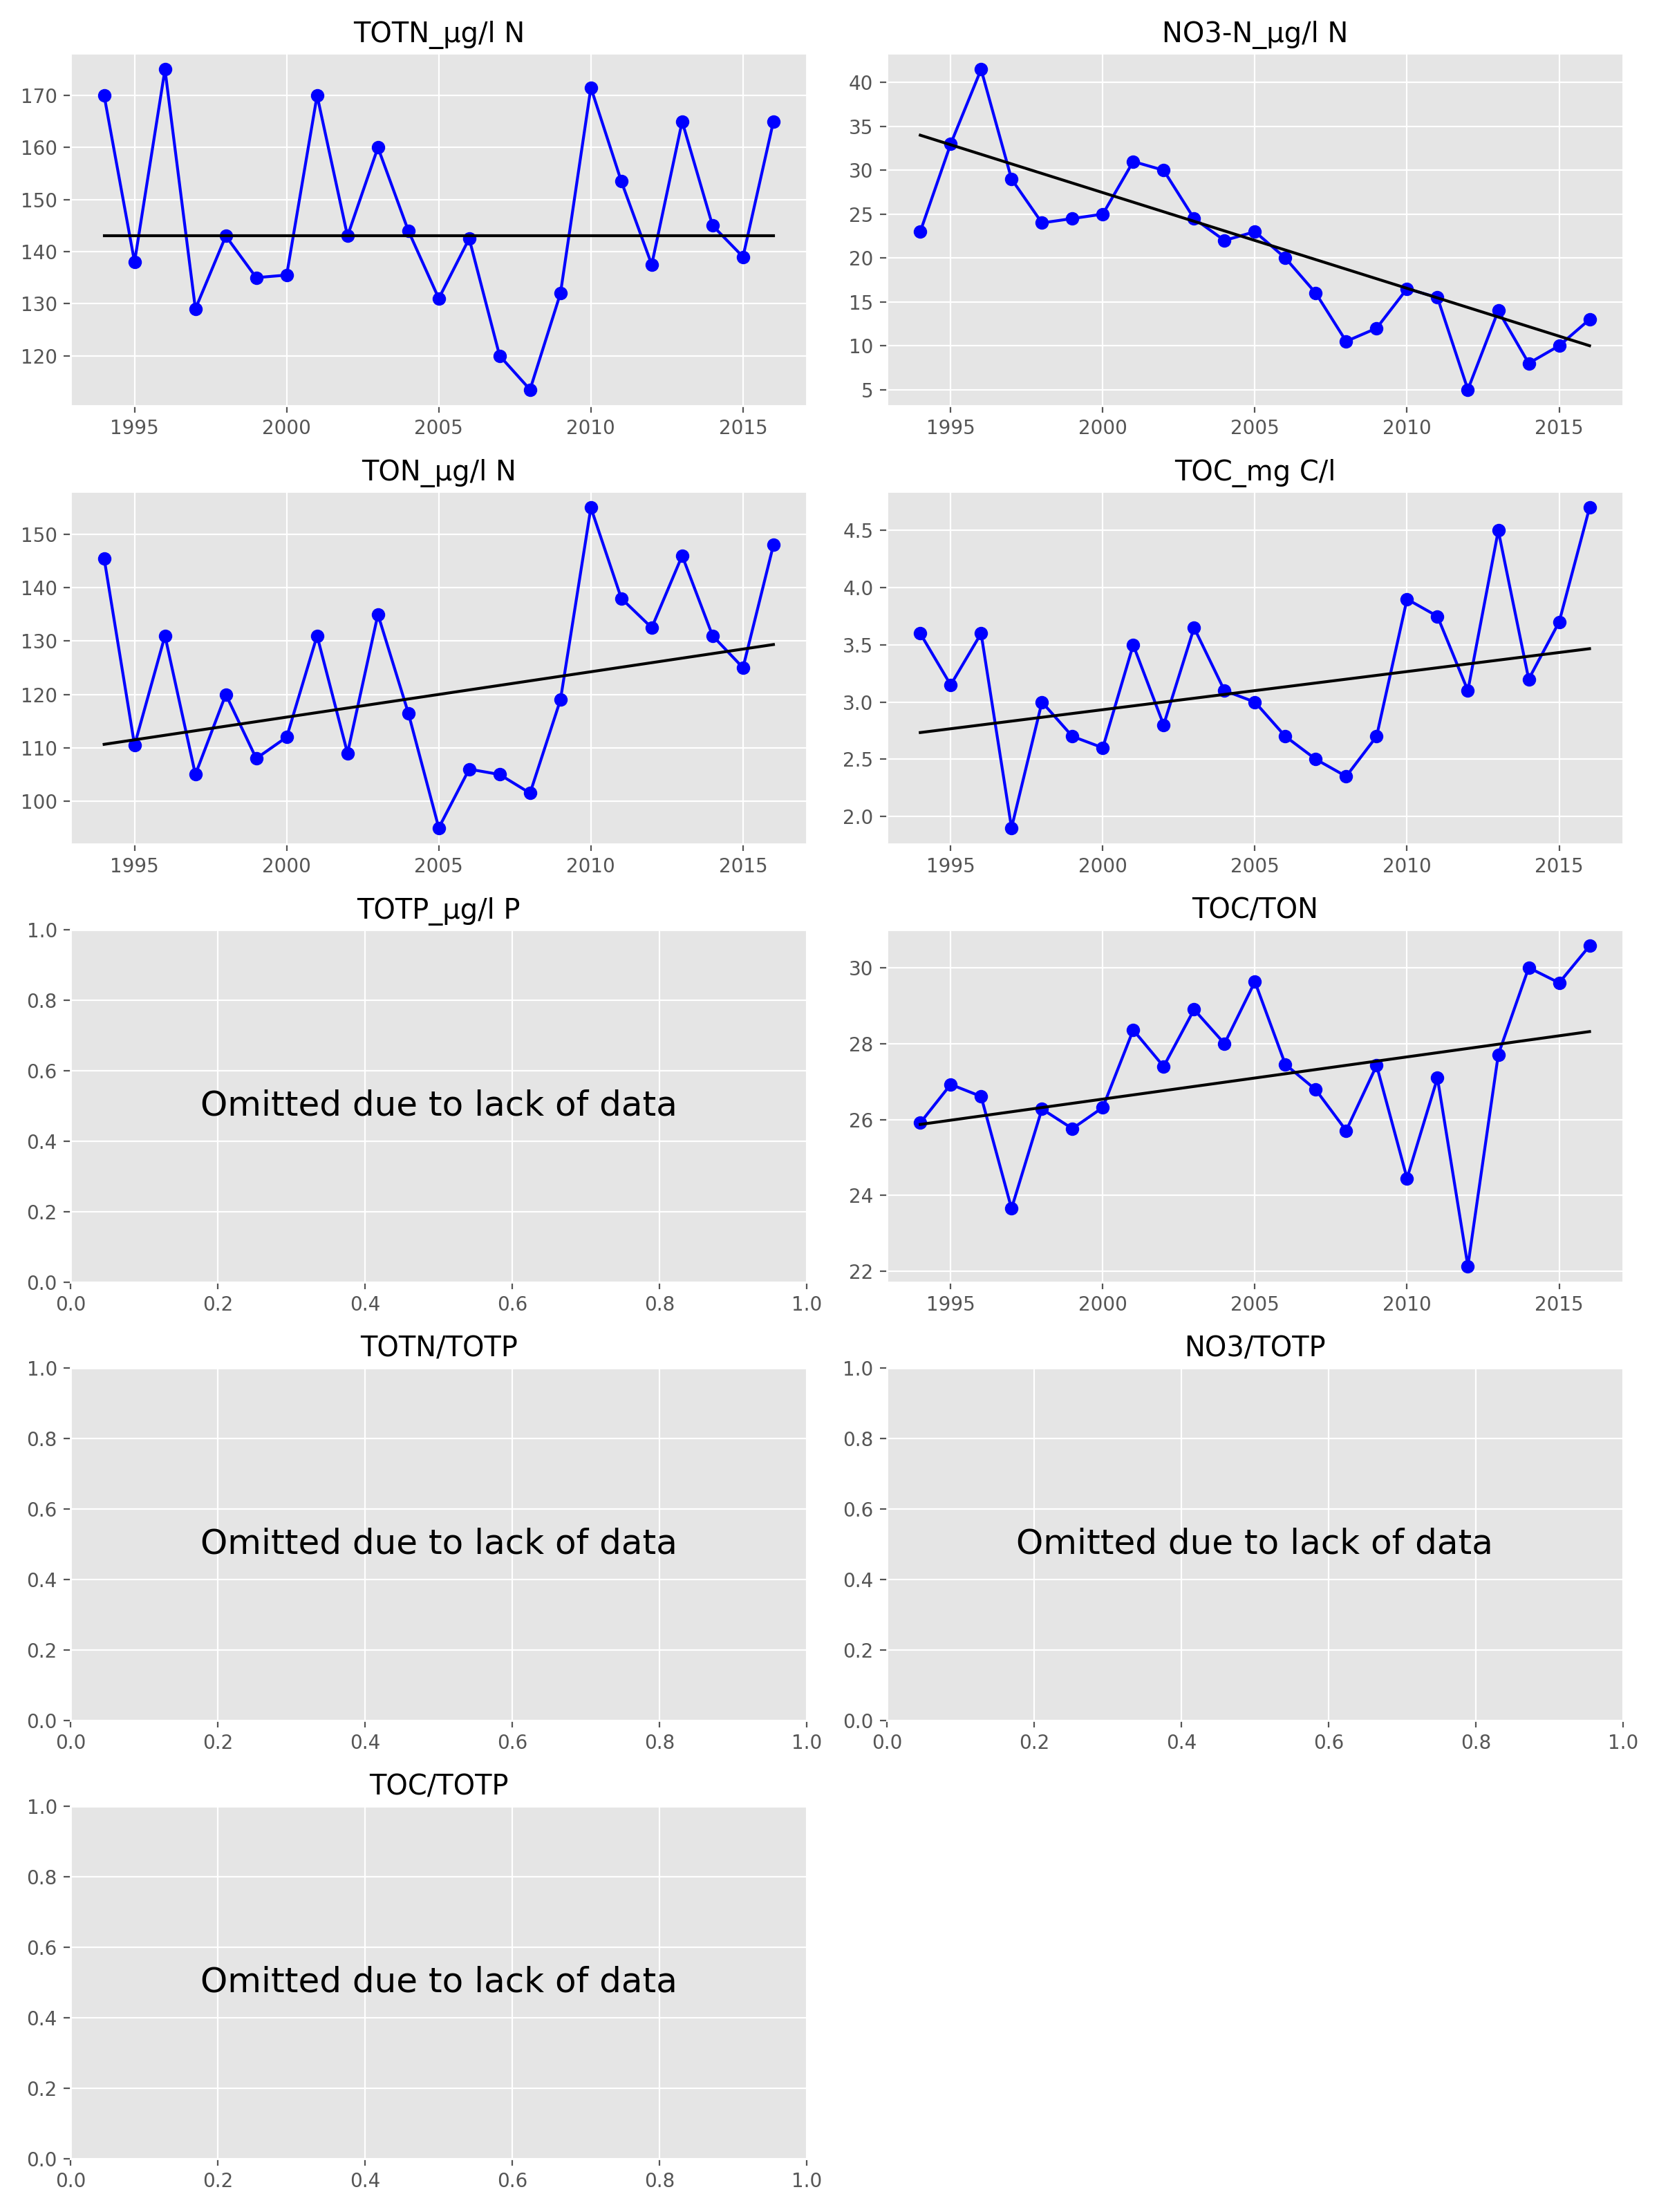 TOTN_µg/l N
170
160
150
140
130
120
1995 2000 2005 2010 2015
NO3-N_µg/l N
40
35
30
25
20
15
10
5
1995 2000 2005 2010 2015
TON_µg/l N
150
140
130
120
110
100
1995 2000 2005 2010 2015
TOC_mg C/l
4.5
4.0
3.5
3.0
2.5
2.0
1995 2000 2005 2010 2015
TOTP_µg/l P
1.0
0.8
0.6
Omitted due to lack of data
0.4
0.2
0.0
0.0 0.2 0.4 0.6 0.8 1.0
TOC/TON
30
28
26
24
22
1995 2000 2005 2010 2015
TOTN/TOTP
1.0
0.8
0.6
Omitted due to lack of data
0.4
0.2
0.0
0.0 0.2 0.4 0.6 0.8 1.0
NO3/TOTP
1.0
0.8
0.6
Omitted due to lack of data
0.4
0.2
0.0
0.0 0.2 0.4 0.6 0.8 1.0
TOC/TOTP
1.0
0.8
0.6
Omitted due to lack of data
0.4
0.2
0.0
0.0 0.2 0.4 0.6 0.8 1.0